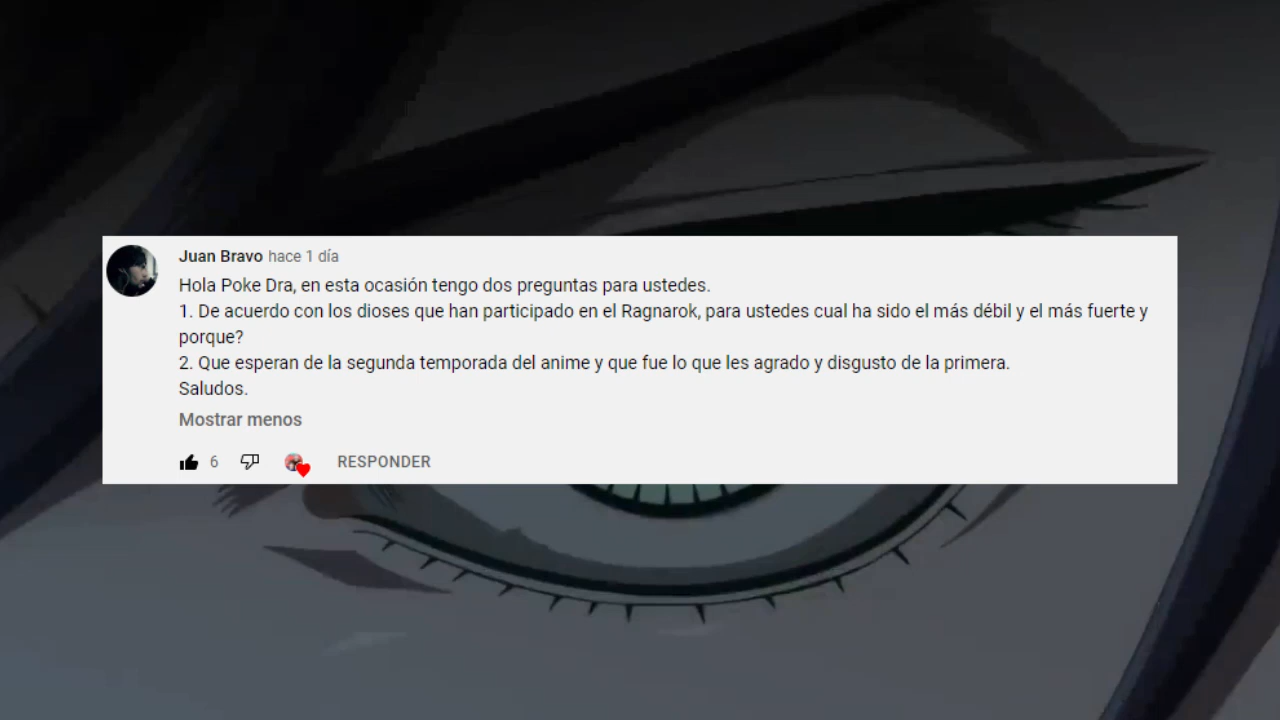 Juan Bravo hace 1 día
Hola Poke Dra, en esta ocasión tengo dos preguntas para ustedes.
1. De acuerdo con los dioses que han participado en el Ragnarok, para ustedes cual ha sido el más débil y el más fuerte y
porque?
2. Que esperan de la segunda temporada del anime y que fue lo que les agrado y disgusto de la primera.
Saludos.
Mostrar menos
6 RESPONDER